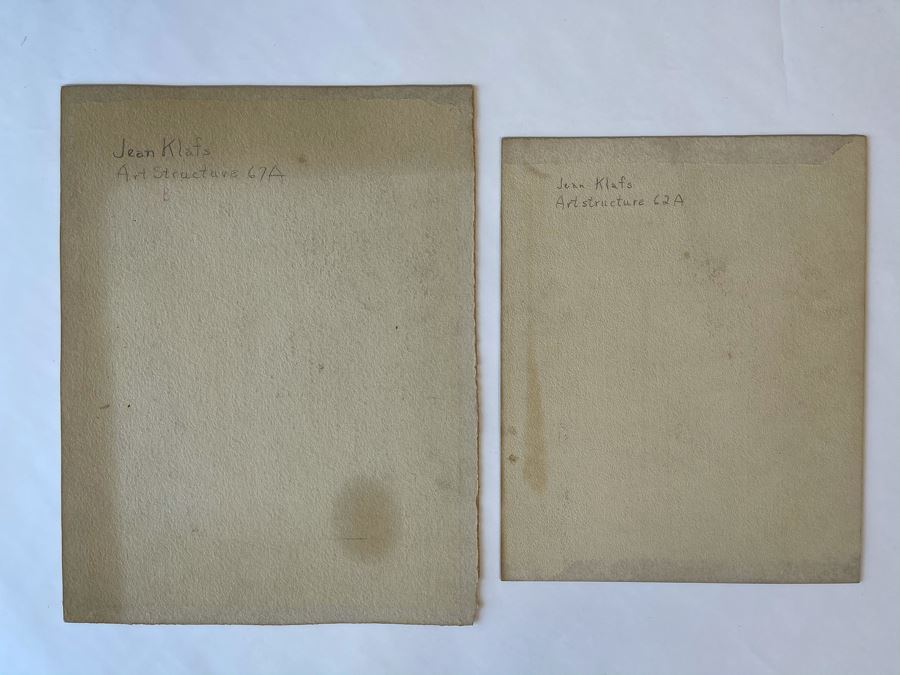 Jean Klafs
Art Structure 67A
B
Jean Klafs
Artstructure 62A